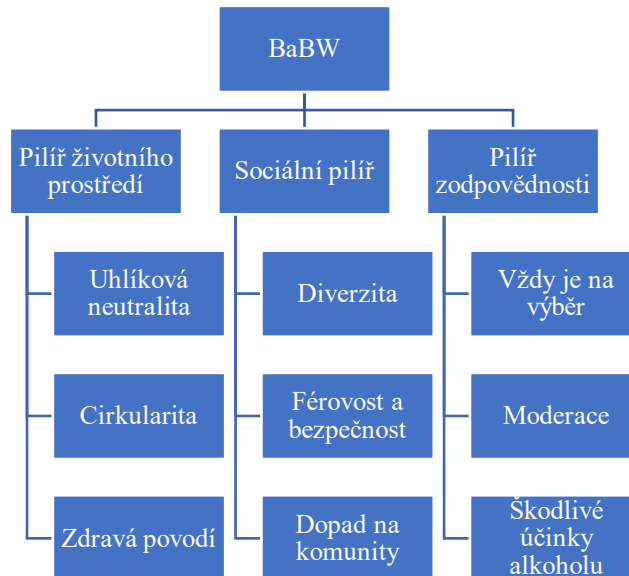 BaBW
Pilíř životního
prostředí
Uhlíková
neutralita
Cirkularita
Zdravá povodí
Sociální pilíř
Diverzita
Férovost a
bezpečnost
Dopad na
komunity
Pilíř
zodpovědnosti
Vždy je na
výběr
Moderace
Škodlivé
účinky
alkoholu